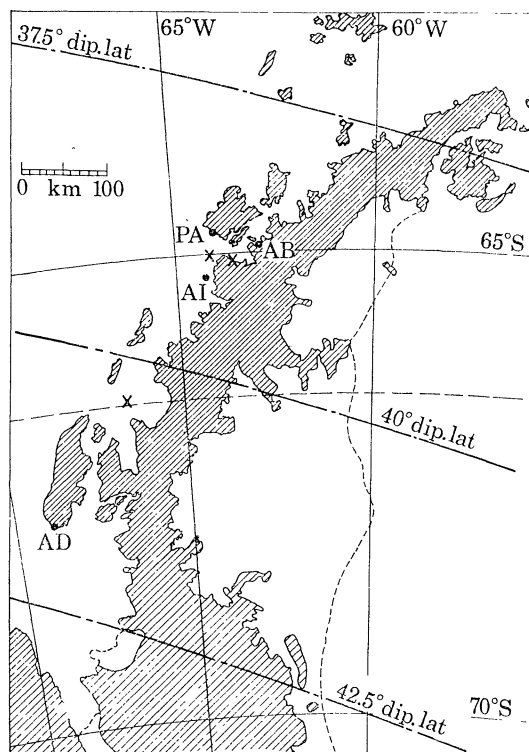 65°W
60°W
37.5° dip. lat
0 km 100
PA
AB
65°S
AI
40° dip. lat
AD
42.5° dip. lat
70°S